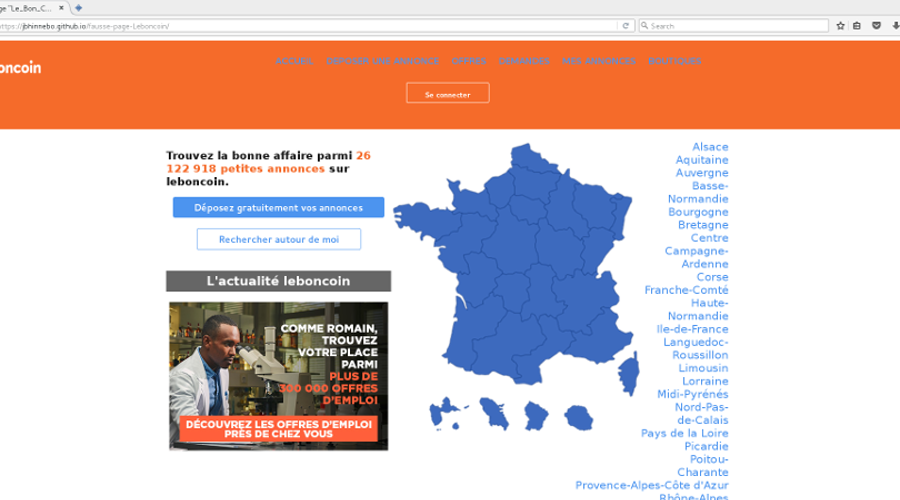 ge "Le_Bon_C...
https://jbhinnebo.github.io/fausse-page-Leboncoin/
Search
oncoin
ACCUEIL DEPOSER UNE ANNONCE OFFRES DEMANDES MES ANNONCES BOUTIQUES
Se connecter
Trouvez la bonne affaire parmi 26
122 918 petites annonces sur
leboncoin.
Déposez gratuitement vos annonces
Rechercher autour de moi
L'actualité leboncoin
COMME ROMAIN,
TROUVEZ
VOTRE PLACE
PARMI
PLUS DE
300 000 OFFRES
D'EMPLOI
DÉCOUVREZ LES OFFRES D'EMPLOI
PRÈS DE CHEZ VOUS
Alsace
Aquitaine
Auvergne
Basse-
Normandie
Bourgogne
Bretagne
Centre
Campagne-
Ardenne
Corse
Franche-Comté
Haute-
Normandie
Ile-de-France
Languedoc-
Roussillon
Limousin
Lorraine
Midi-Pyrénés
Nord-Pas-
de-Calais
Pays de la Loire
Picardie
Poitou-
Charante
Provence-Alpes-Côte d'Azur
Rhône-Alpes